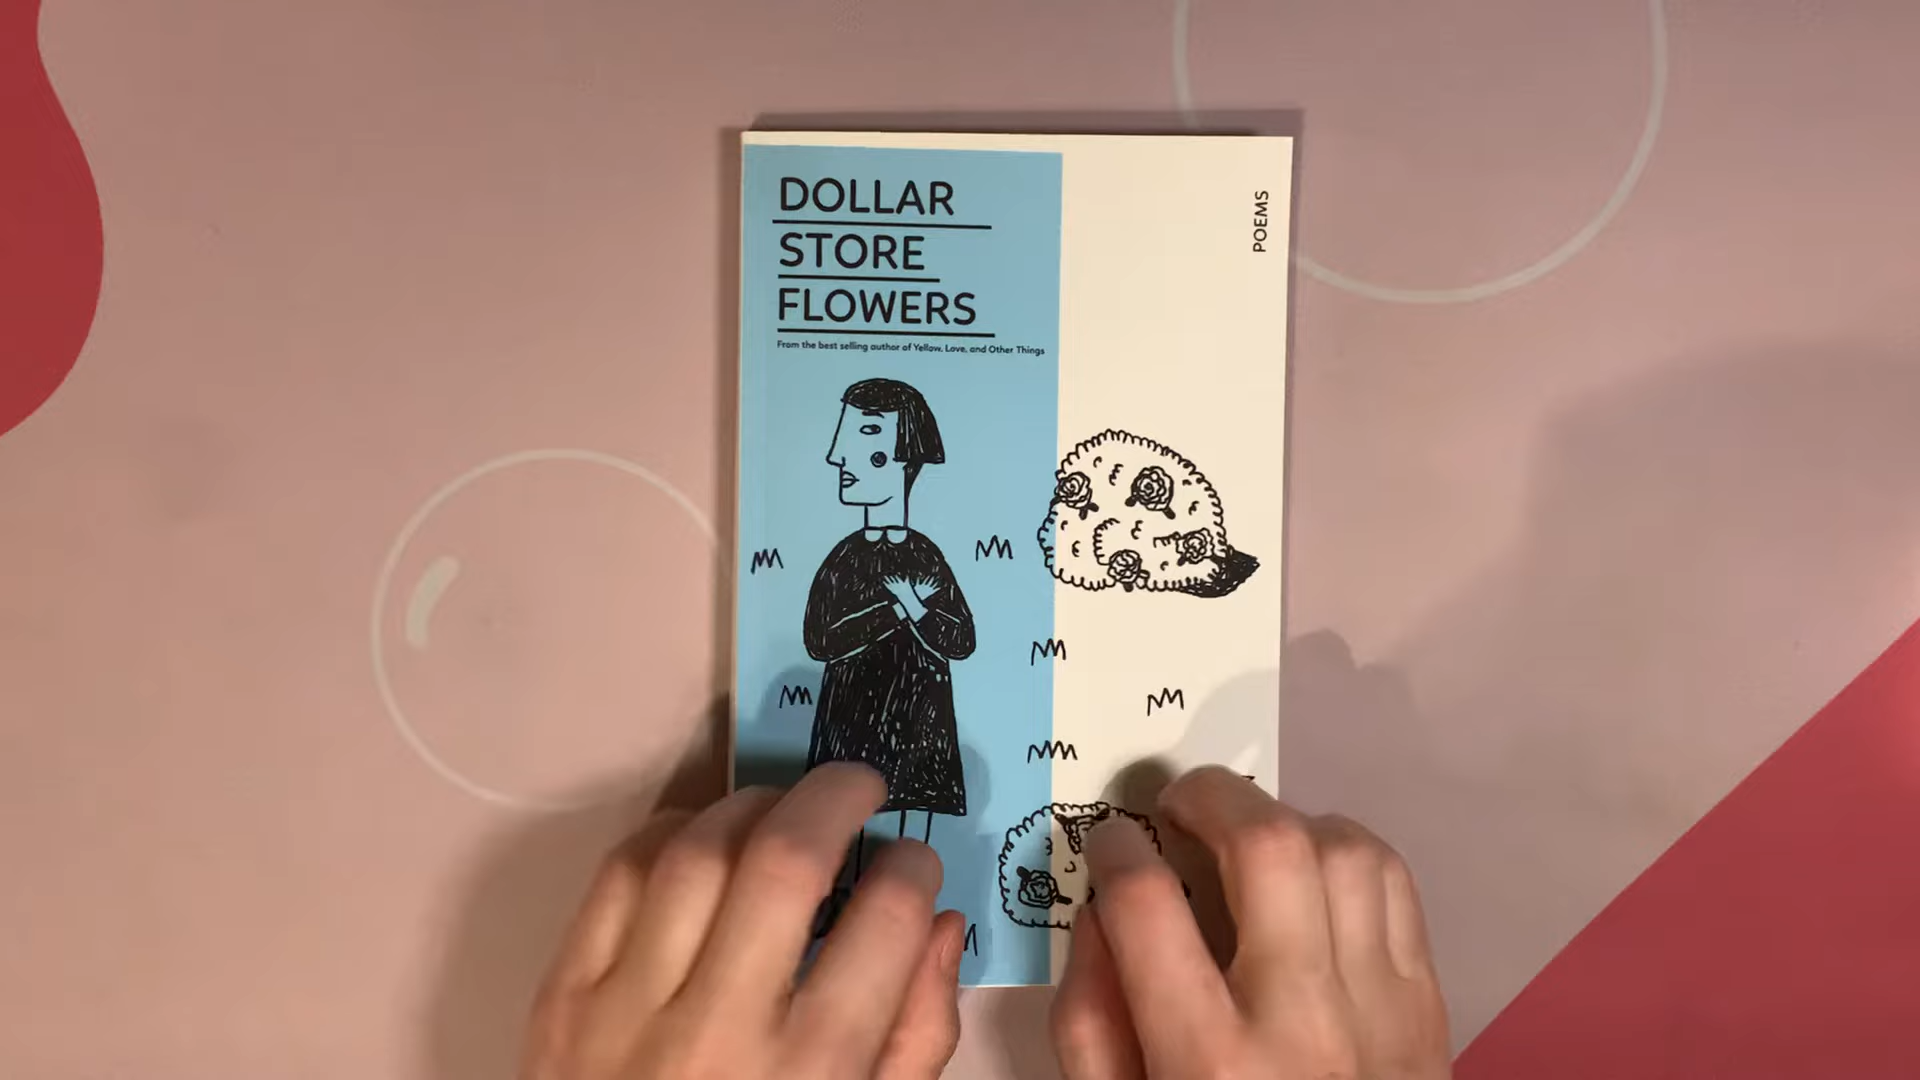 DOLLAR
STORE
FLOWERS
From the best selling author of Yellow, Love, and Other Things
POEMS